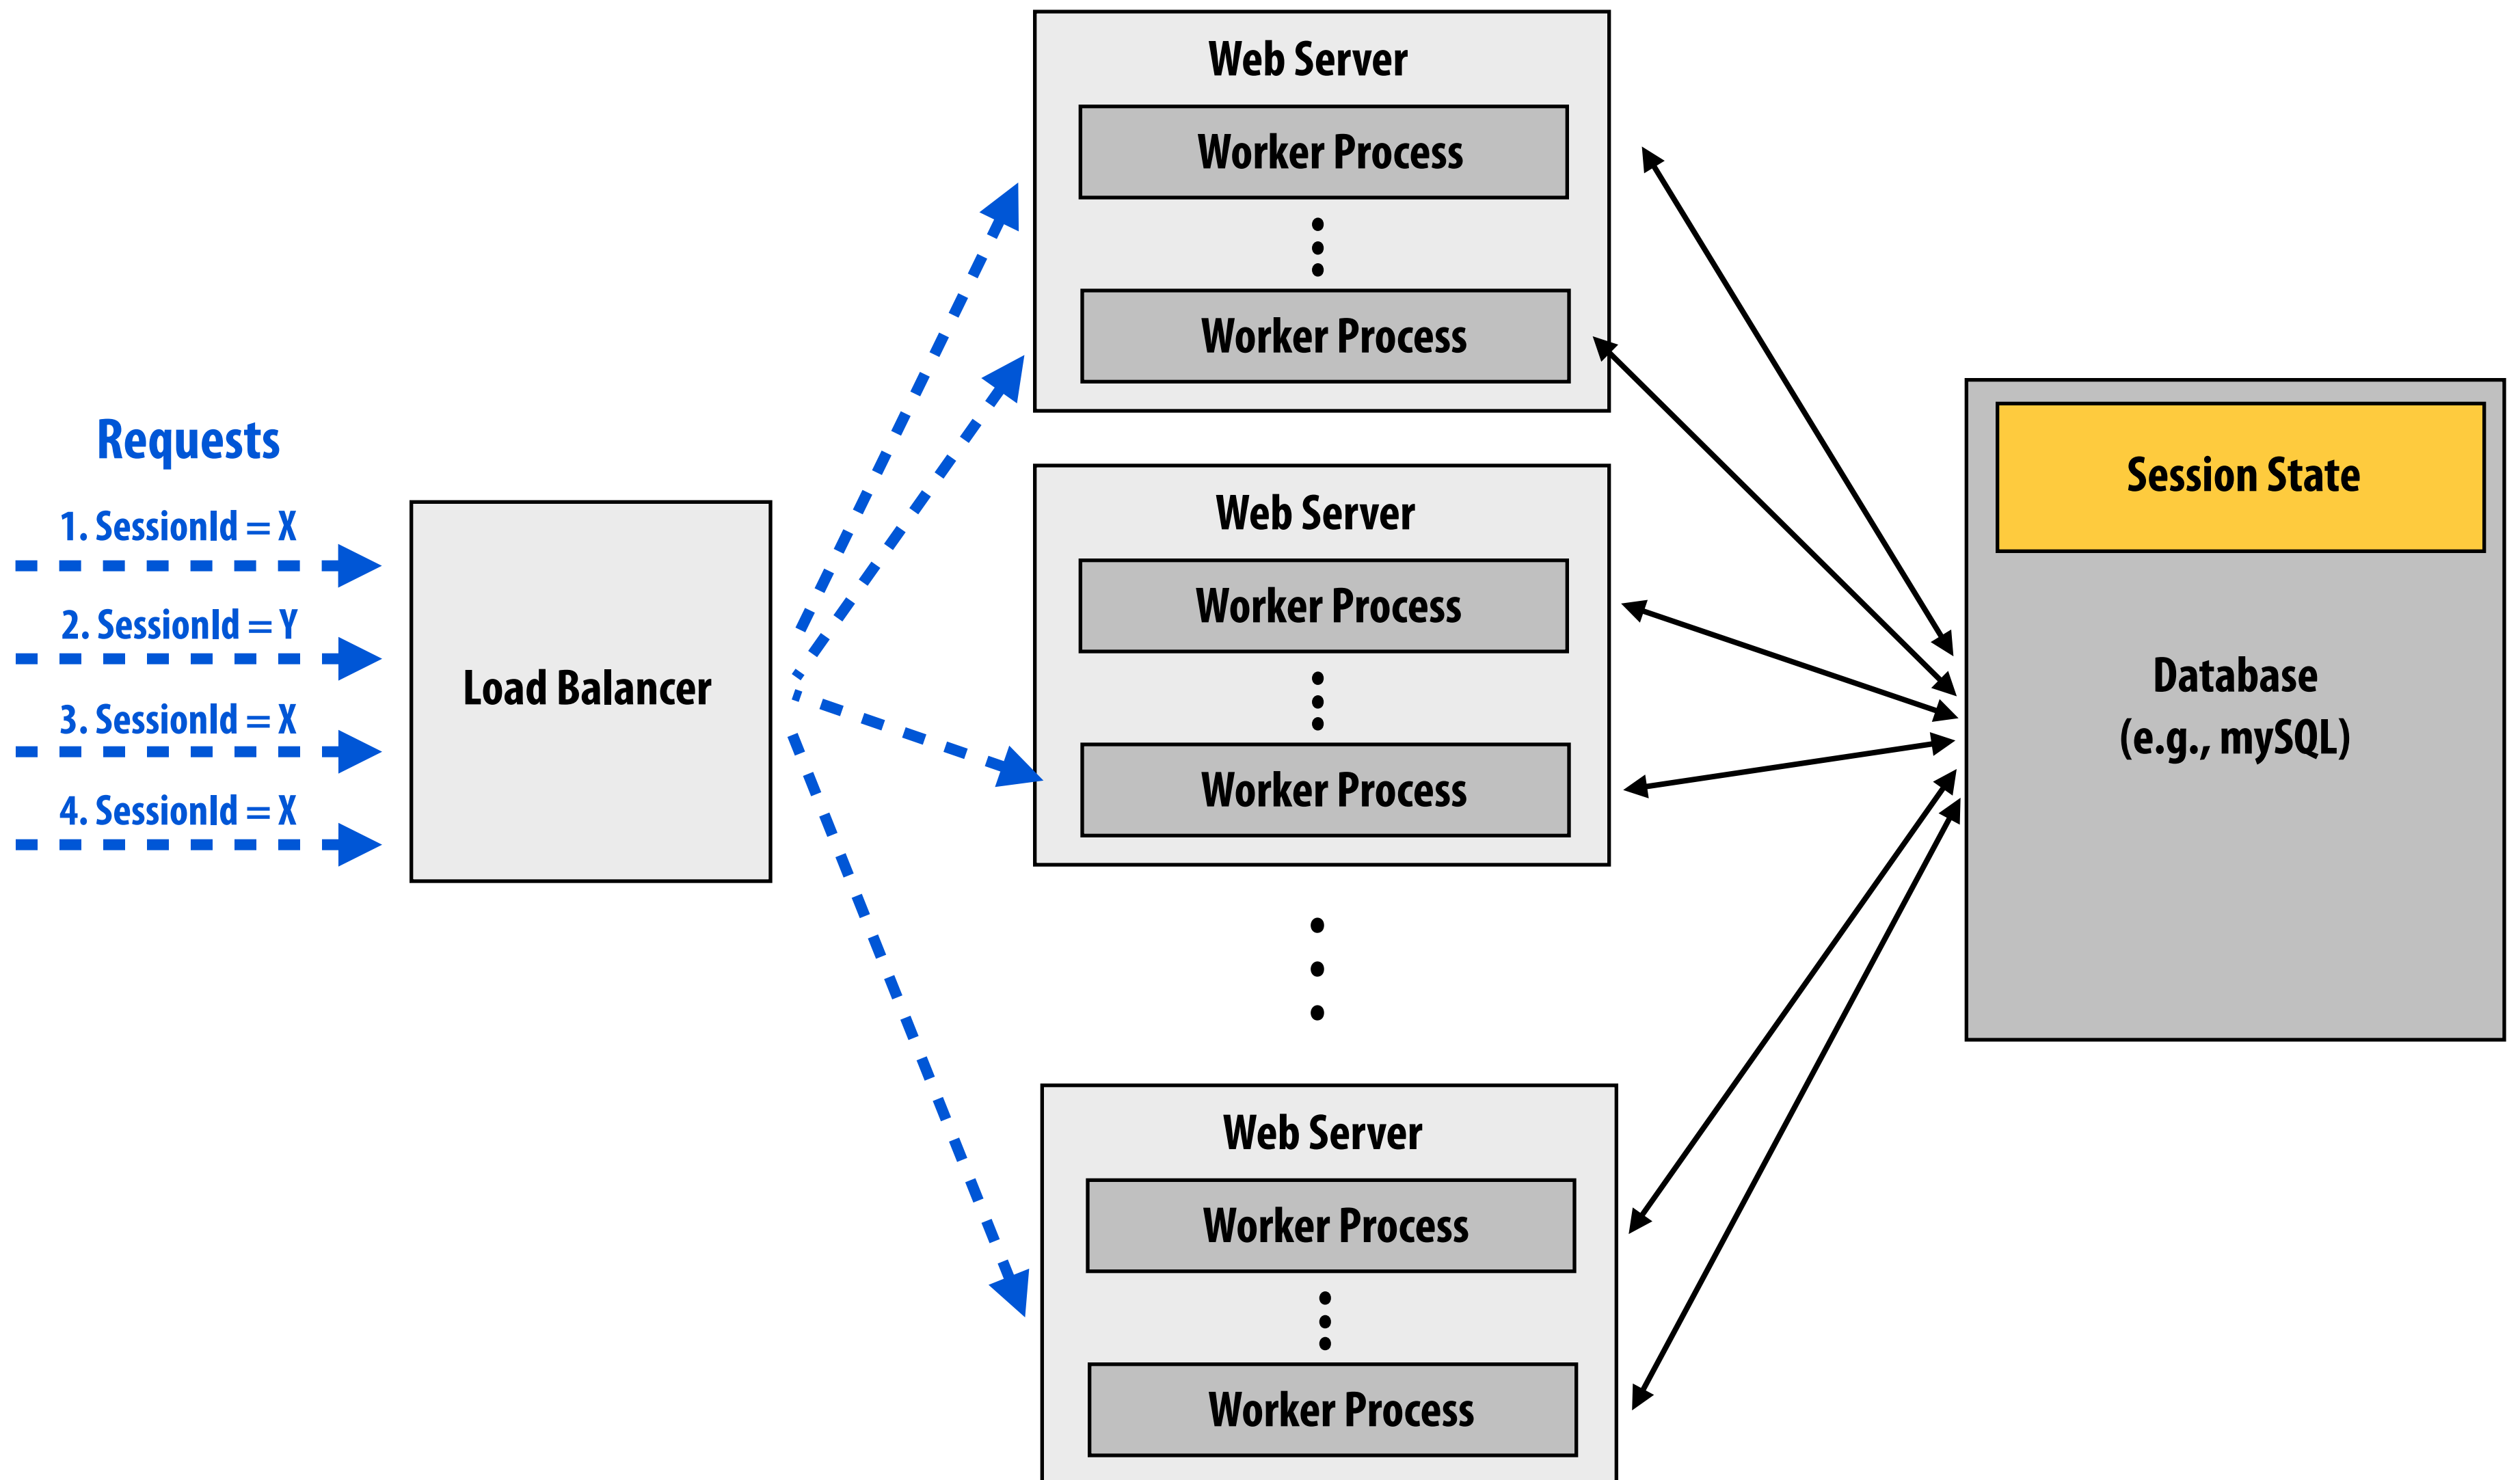 Requests
1. SessionId = X
2. SessionId = Y
3. SessionId = X
4. SessionId = X
Load Balancer
Web Server
Worker Process
Worker Process
Web Server
Worker Process
Worker Process
Web Server
Worker Process
Worker Process
Session State
Database
(e.g., mySQL)